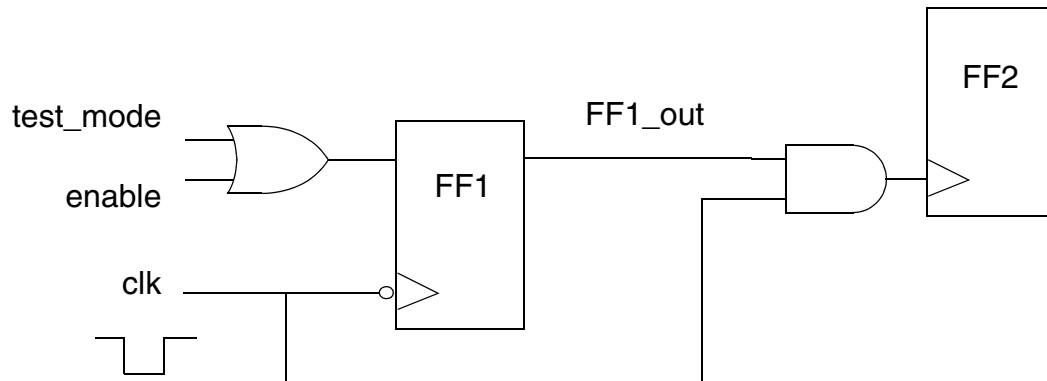 FF2
test_mode
FF1_out
FF1
enable
clk